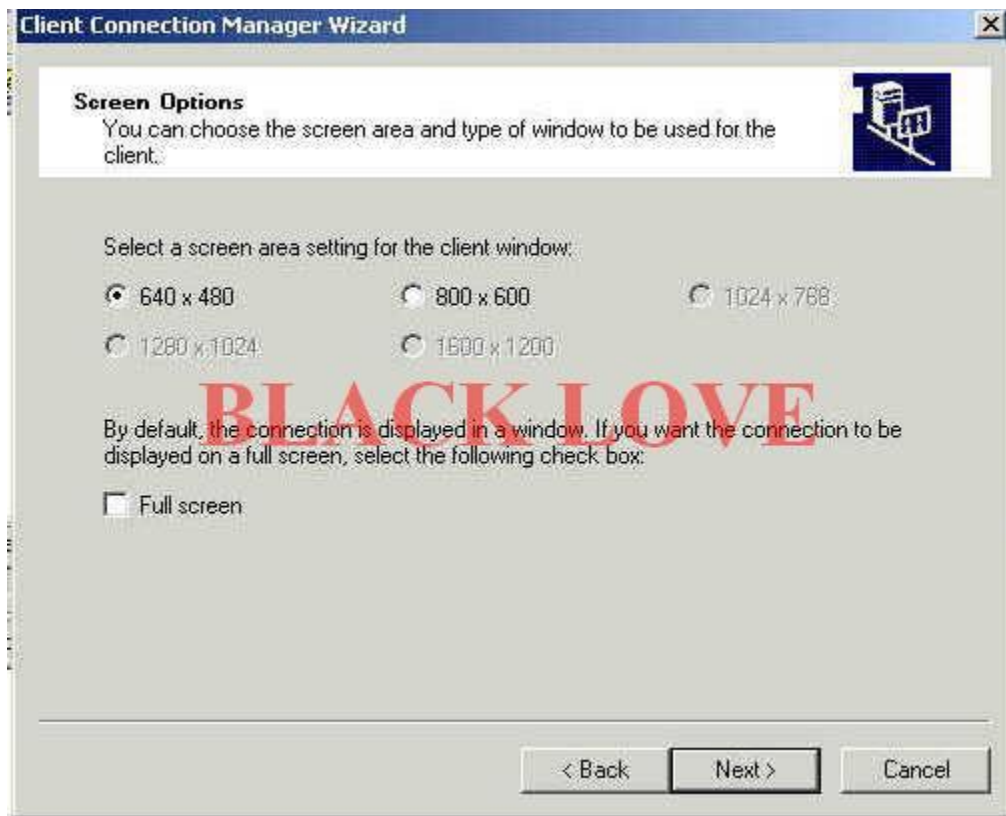 Client Connection Manager Wizard
Screen Options
You can choose the screen area and type of window to be used for the
client.
Select a screen area setting for the client window:
640 x 480 800 x 600 1024 x 768
1280 x 1024 1600 x 1200
BLACK LOVE
By default, the connection is displayed in a window. If you want the connection to be
displayed on a full screen, select the following check box:
Full screen
< Back Next > Cancel